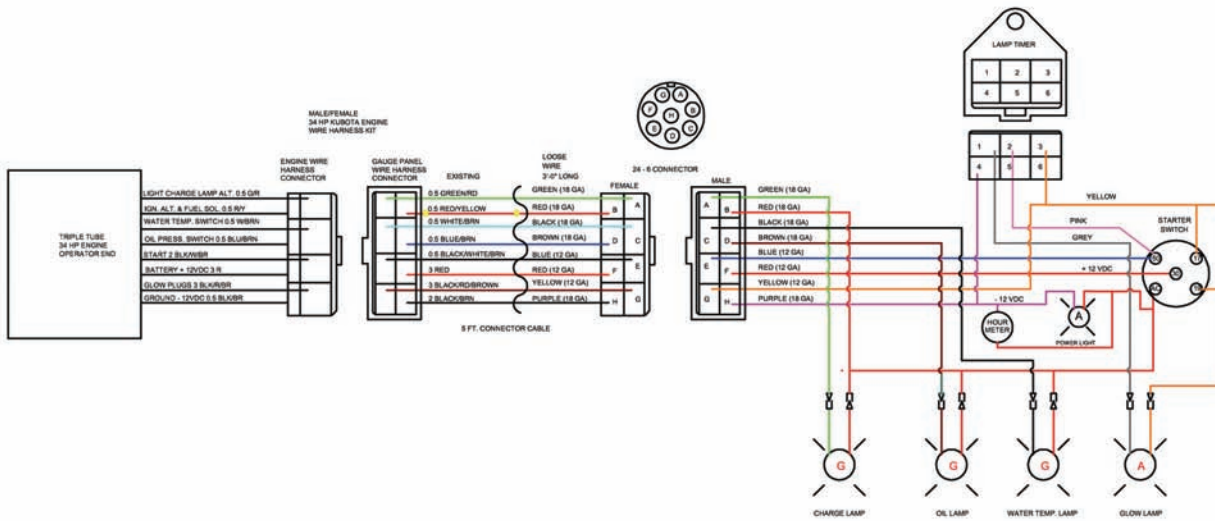 LAMP TIMER
1 2 3
4 5 6
G A
F B
H
E C
D
MALE/FEMALE
34 HP KUBOTA ENGINE
WIRE HARNESS KIT
1 2 3
4 5 6
ENGINE WIRE
HARNESS
CONNECTOR
GAUGE PANEL
WIRE HARNESS
CONNECTOR
EXISTING
LOOSE
WIRE
3'-0" LONG
24 - 6 CONNECTOR
FEMALE
MALE
TRIPLE TUBE
34 HP ENGINE
OPERATOR END
LIGHT CHARGE LAMP ALT. 0.5 G/R
IGN. ALT. & FUEL SOL. 0.5 R/Y
WATER TEMP. SWITCH 0.5 W/BRN
OIL PRESS. SWITCH 0.5 BLU/BRN
START 2 BLK/W/BR
BATTERY + 12VDC 3 R
GLOW PLUGS 3 BLK/R/BR
GROUND - 12VDC 0.5 BLK/BR
0.5 GREEN/RD
0.5 RED/YELLOW
0.5 WHITE/BRN
0.5 BLUE/BRN
0.5 BLACK/WHITE/BRN
3 RED
3 BLACK/RD/BROWN
2 BLACK/BRN
GREEN (18 GA)
RED (18 GA)
BLACK (18 GA)
BROWN (18 GA)
BLUE (12 GA)
RED (12 GA)
YELLOW (12 GA)
PURPLE (18 GA)
A
B
C
D
E
F
G
H
A
B
C
D
E
F
G
H
GREEN (18 GA)
RED (18 GA)
BLACK (18 GA)
BROWN (18 GA)
BLUE (12 GA)
RED (12 GA)
YELLOW (12 GA)
PURPLE (18 GA)
5 FT. CONNECTOR CABLE
YELLOW
PINK
GREY
STARTER
SWITCH
+ 12 VDC
- 12 VDC
HOUR
METER
A
POWER LIGHT
G
G
G
A
CHARGE LAMP
OIL LAMP
WATER TEMP. LAMP
GLOW LAMP